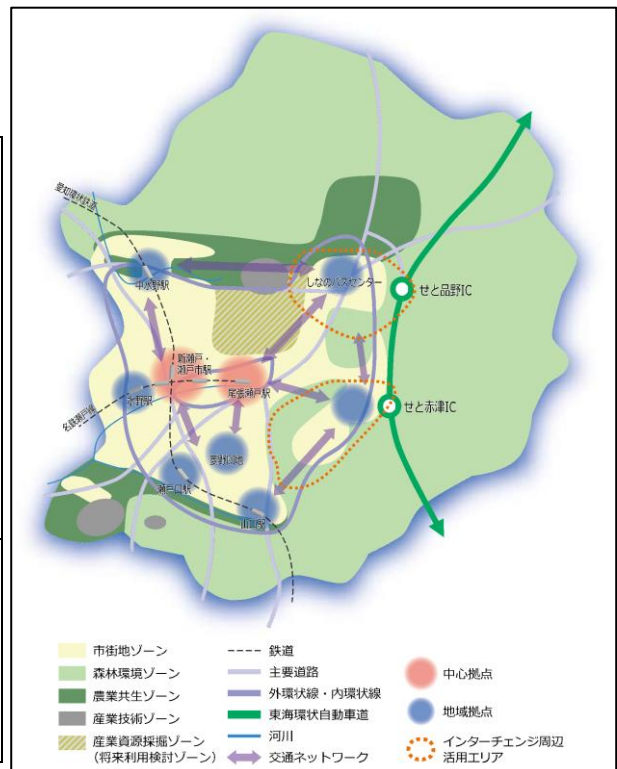 愛知環状鉄道
中水野駅
しなのバスセンター
せと品野IC
新瀬戸・
瀬戸市駅
尾張瀬戸駅
水野駅
名鉄瀬戸線
せと赤津IC
菱野団地
瀬戸口駅
山口駅
市街地ゾーン
森林環境ゾーン
農業共生ゾーン
産業技術ゾーン
産業資源採掘ゾーン
(将来利用検討ゾーン)
鉄道
主要道路
外環状線・内環状線
東海環状自動車道
河川
交通ネットワーク
中心拠点
地域拠点
インターチェンジ周辺
活用エリア